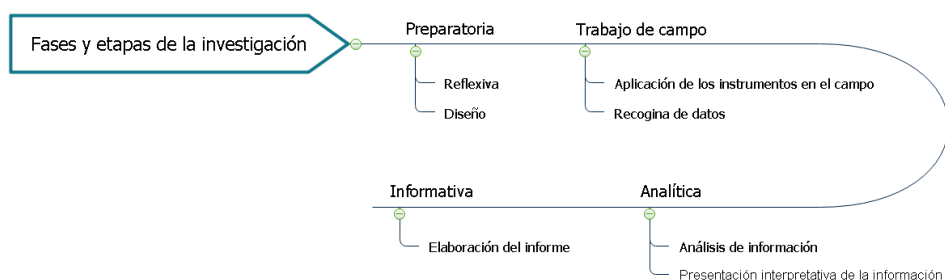 Fases y etapas de la investigación
Preparatoria
Reflexiva
Diseño
Trabajo de campo
Aplicación de los instrumentos en el campo
Recogina de datos
Analítica
Análisis de información
Presentación interpretativa de la información
Informativa
Elaboración del informe